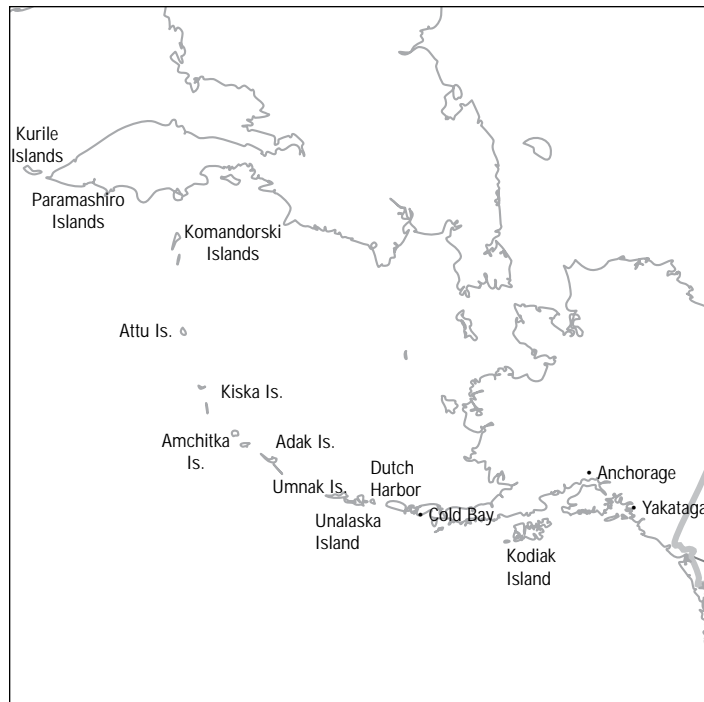 Kurile
Islands
Paramashiro
Islands
Komandorski
Islands
Attu Is.
Kiska Is.
Amchitka
Is.
Adak Is.
Umnak Is.
Dutch
Harbor
Unalaska
Island
Cold Bay
Anchorage
Yakataga
Kodiak
Island